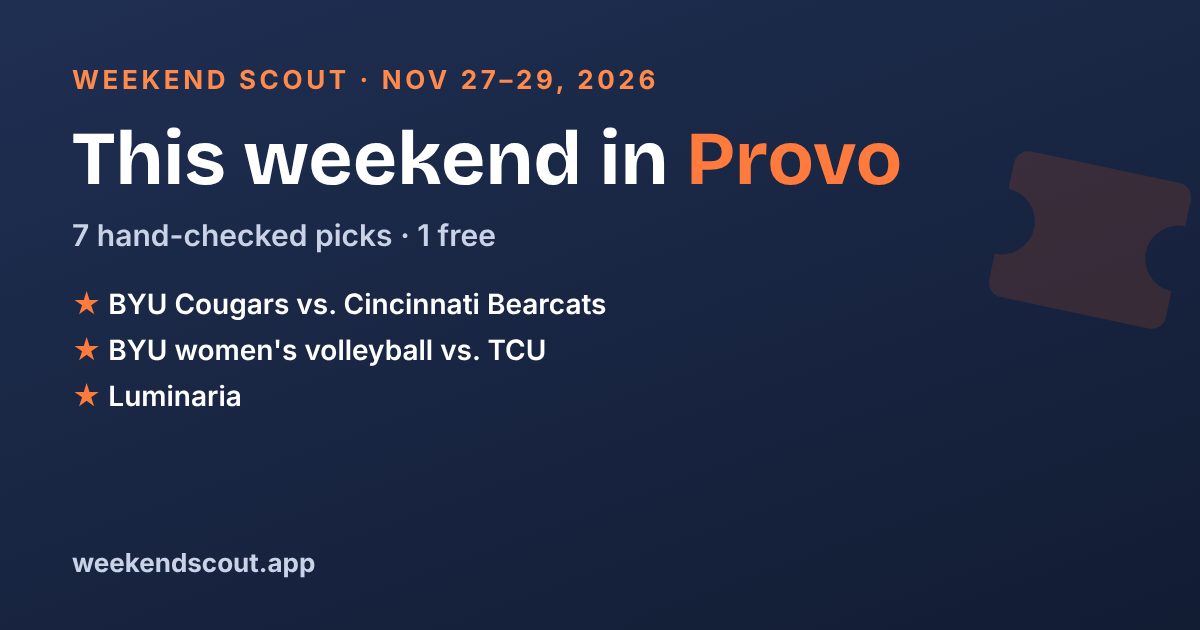 WEEKEND SCOUT · NOV 27–29, 2026
This weekend in Provo
7 hand-checked picks · 1 free
★ BYU Cougars vs. Cincinnati Bearcats
★ BYU women's volleyball vs. TCU
★ Luminaria
weekendscout.app